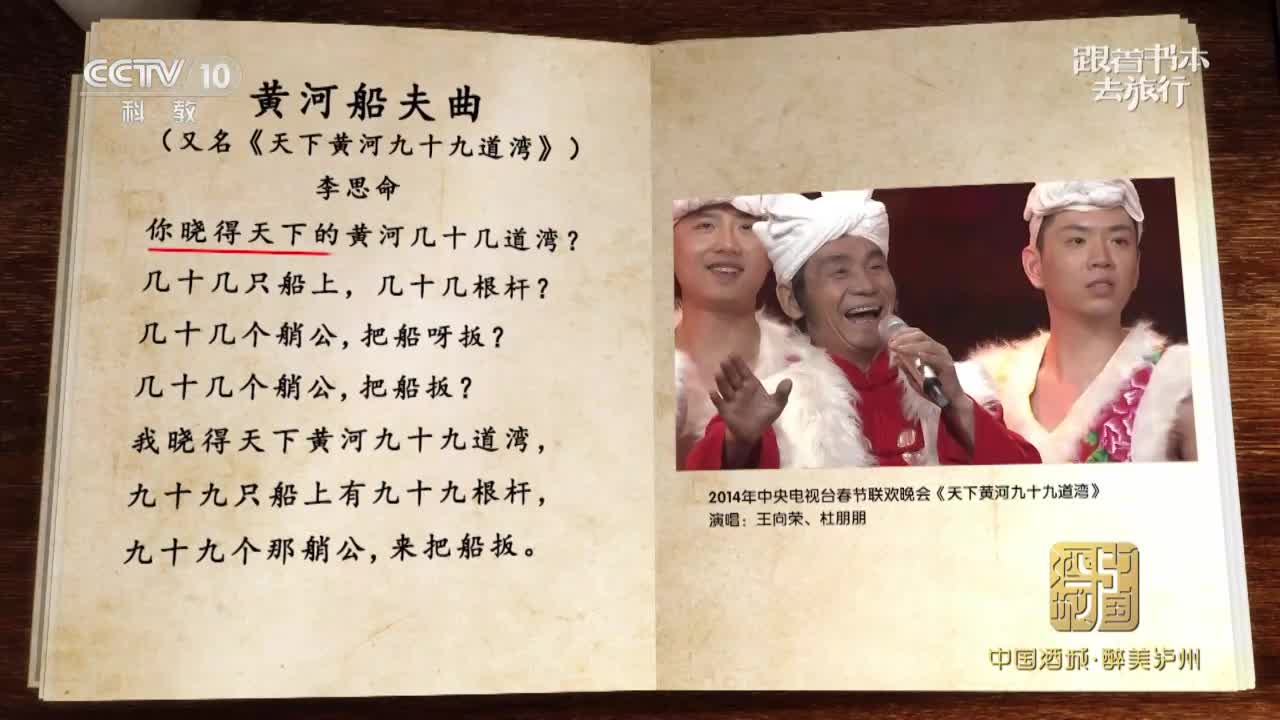 CCTV 10
科教
跟着书本
去旅行
黄河船夫曲
（又名《天下黄河九十九道湾》）
李思命
你晓得天下的黄河几十几道湾？
几十几只船上，几十几根杆？
几十几个艄公,把船呀扳？
几十几个艄公,把船扳？
我晓得天下黄河九十九道湾，
九十九只船上有九十九根杆，
九十九个那艄公,来把船扳。
2014年中央电视台春节联欢晚会《天下黄河九十九道湾》
演唱：王向荣、杜朋朋
中国
酒城
中国酒城·醉美泸州